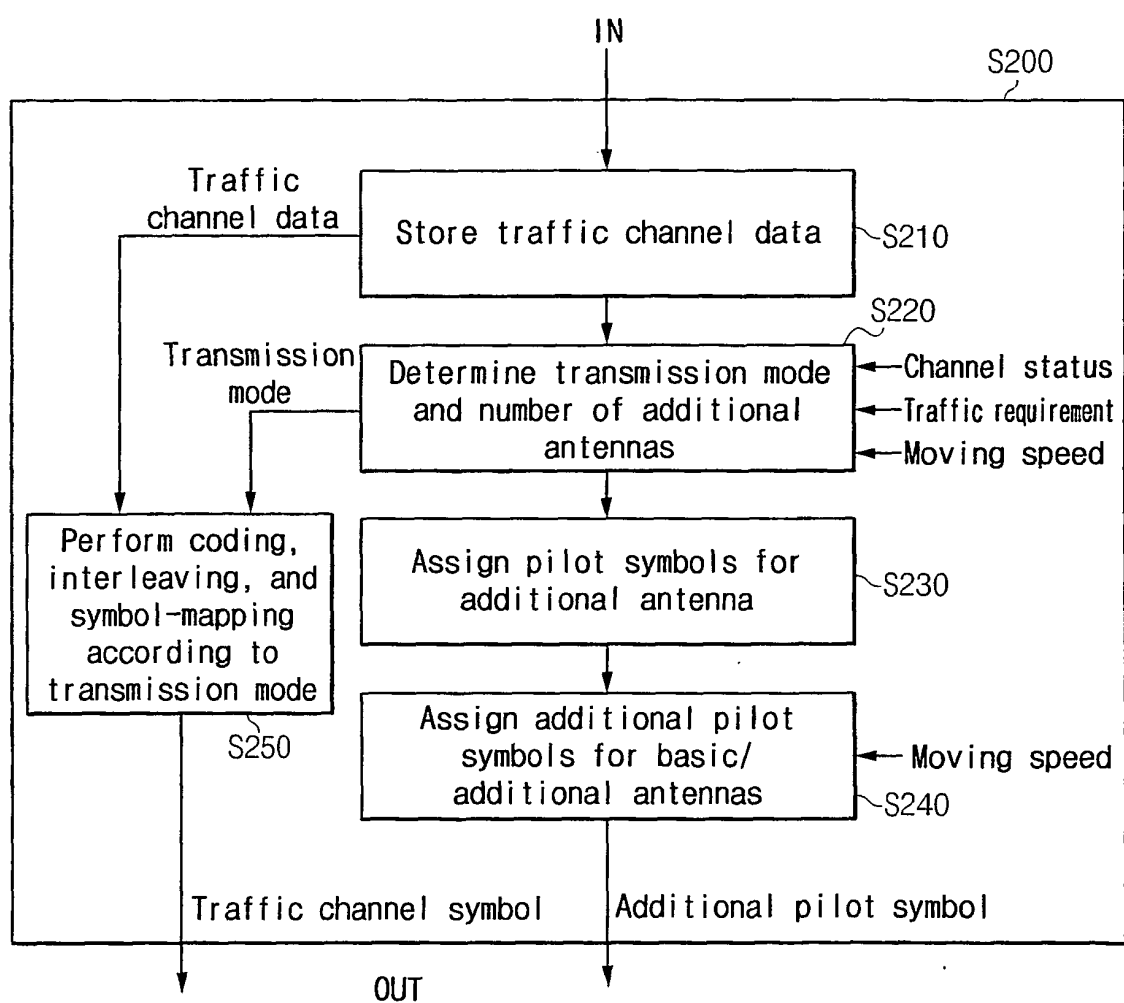 IN
S200
Traffic
channel data
Store traffic channel data
S210
S220
Transmission
mode
Determine transmission mode
and number of additional
antennas
Channel status
Traffic requirement
Moving speed
Perform coding,
interleaving, and
symbol-mapping
according to
transmission mode
S250
Assign pilot symbols for
additional antenna
S230
Assign additional pilot
symbols for basic/
additional antennas
Moving speed
S240
Traffic channel symbol
Additional pilot symbol
OUT